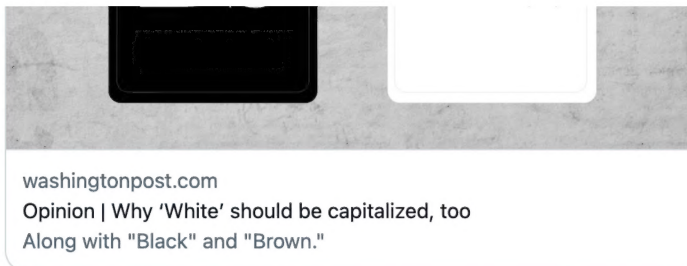 washingtonpost.com
Opinion | Why ‘White’ should be capitalized, too
Along with "Black" and "Brown."